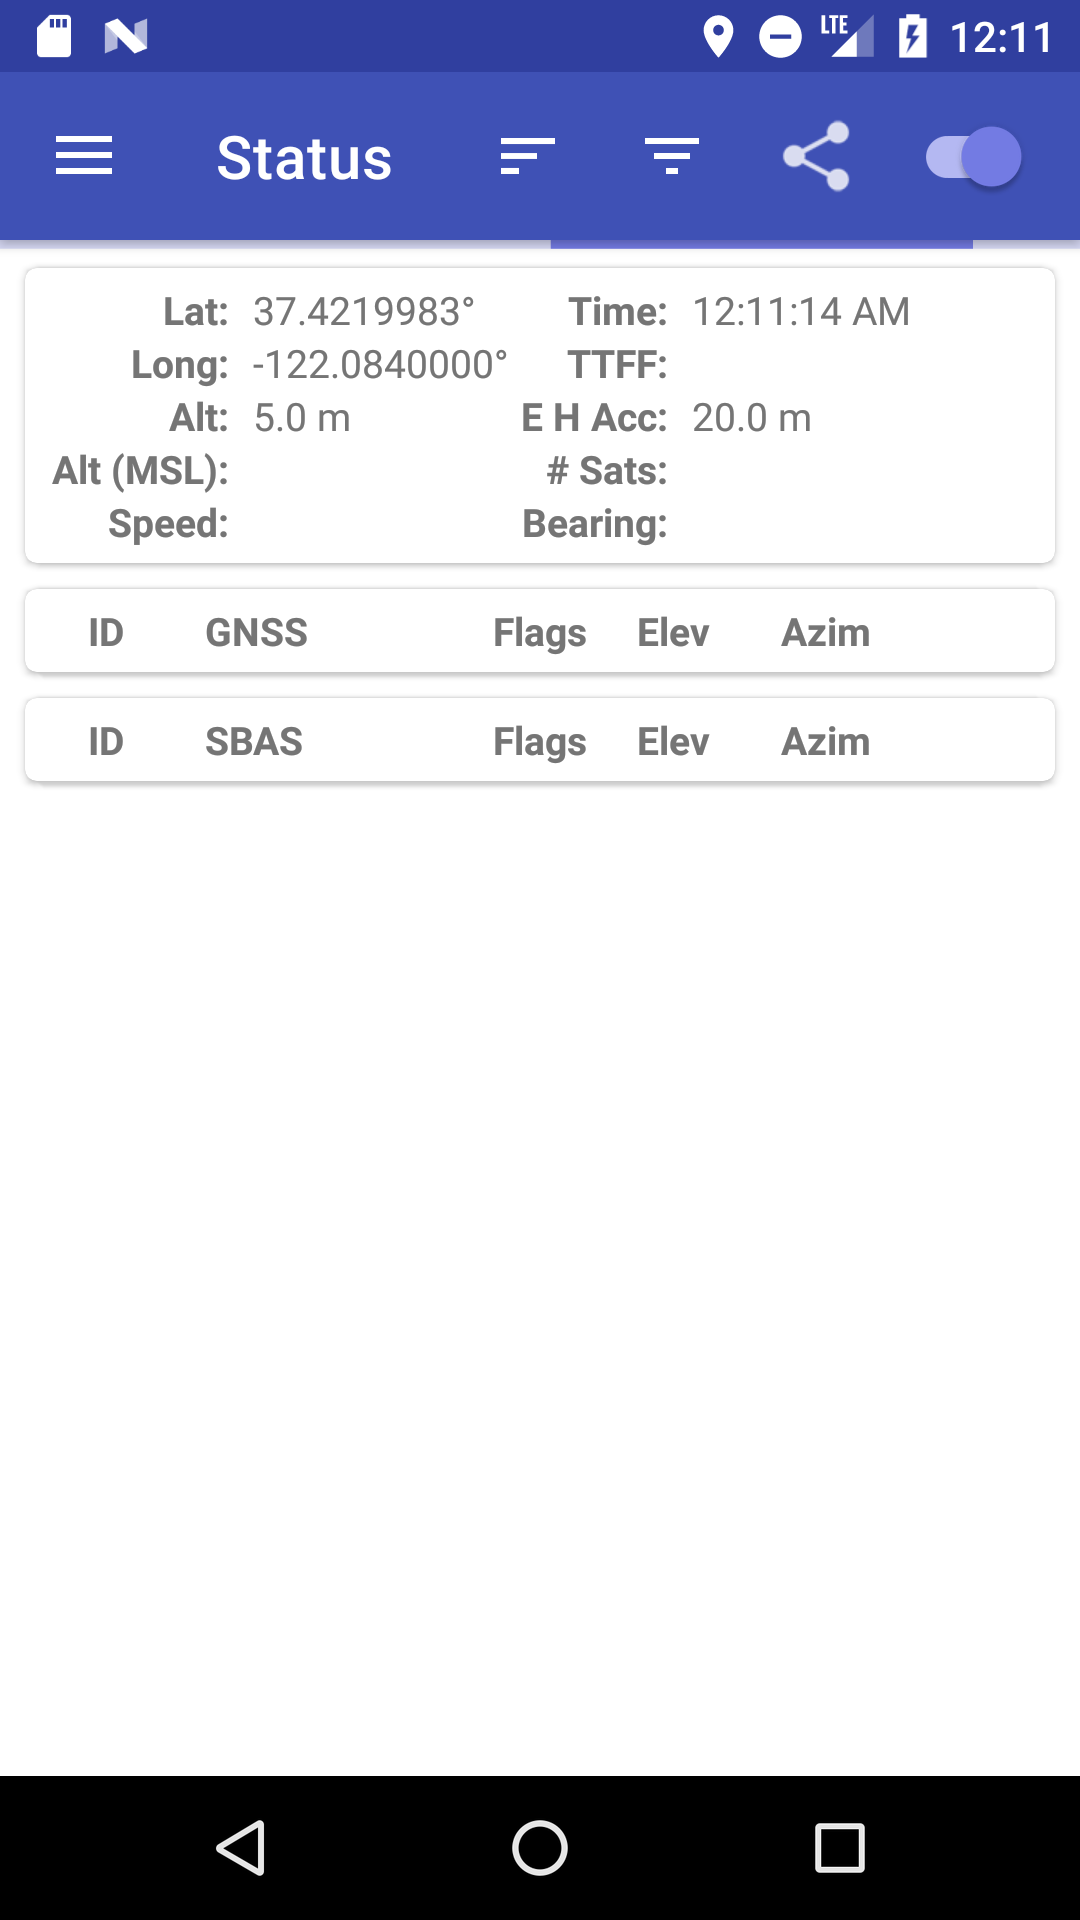 LTE 12:11
Status
Lat: 37.4219983° Time: 12:11:14 AM
Long: -122.0840000° TTFF:
Alt: 5.0 m E H Acc: 20.0 m
Alt (MSL): # Sats:
Speed: Bearing:
ID GNSS Flags Elev Azim
ID SBAS Flags Elev Azim